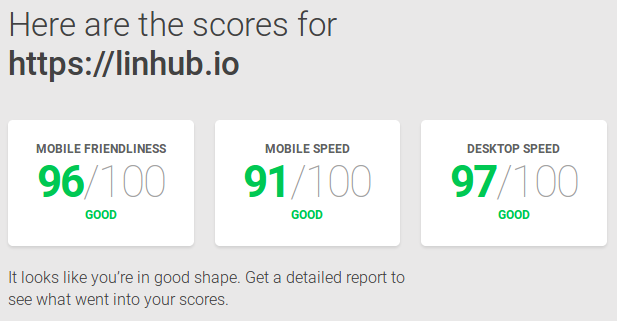 Here are the scores for
https://linhub.io
MOBILE FRIENDLINESS
96/100
GOOD
MOBILE SPEED
91/100
GOOD
DESKTOP SPEED
97/100
GOOD
It looks like you're in good shape. Get a detailed report to
see what went into your scores.